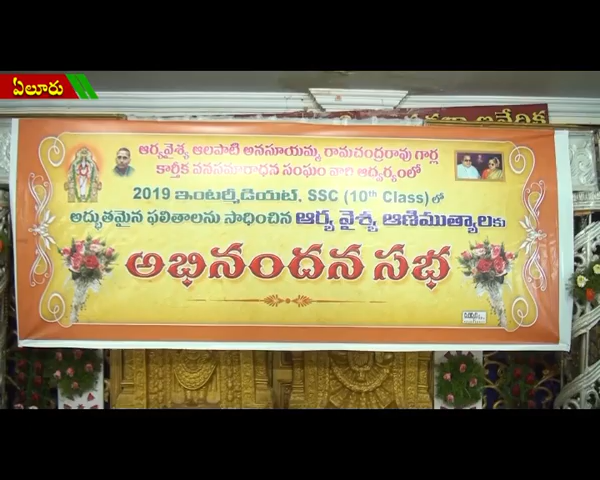 ఏలూరు
ఆర్యవైశ్య ఆలపాటి అనసూయమ్మ రామచంద్రరావు గార్ల
కార్తీక వనసమారాధన సంఘం వారి ఆధ్వర్యంలో
2019 ఇంటర్మీడియట్, SSC (10th Class) లో
అద్భుతమైన ఫలితాలను సాధించిన ఆర్య వైశ్య ఆణిముత్యాలకు
అభినందన సభ